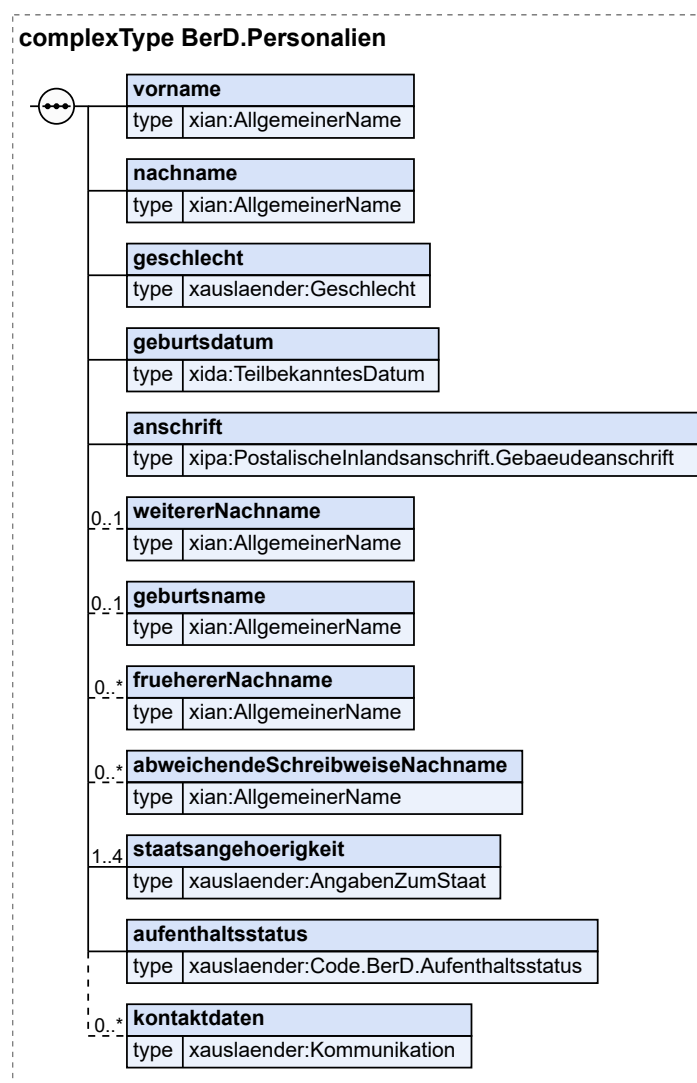 complexType BerD.Personalien
vorname
type xian:AllgemeinerName
nachname
type xian:AllgemeinerName
geschlecht
type xauslaender:Geschlecht
geburtsdatum
type xida:TeilbekanntesDatum
anschrift
type xipa:PostalischeInlandsanschrift.Gebaeudeanschrift
0..1 weitererNachname
type xian:AllgemeinerName
0..1 geburtsname
type xian:AllgemeinerName
0..* fruehererNachname
type xian:AllgemeinerName
0..* abweichendeSchreibweiseNachname
type xian:AllgemeinerName
1..4 staatsangehoerigkeit
type xauslaender:AngabenZumStaat
aufenthaltsstatus
type xauslaender:Code.BerD.Aufenthaltsstatus
0..* kontaktdaten
type xauslaender:Kommunikation